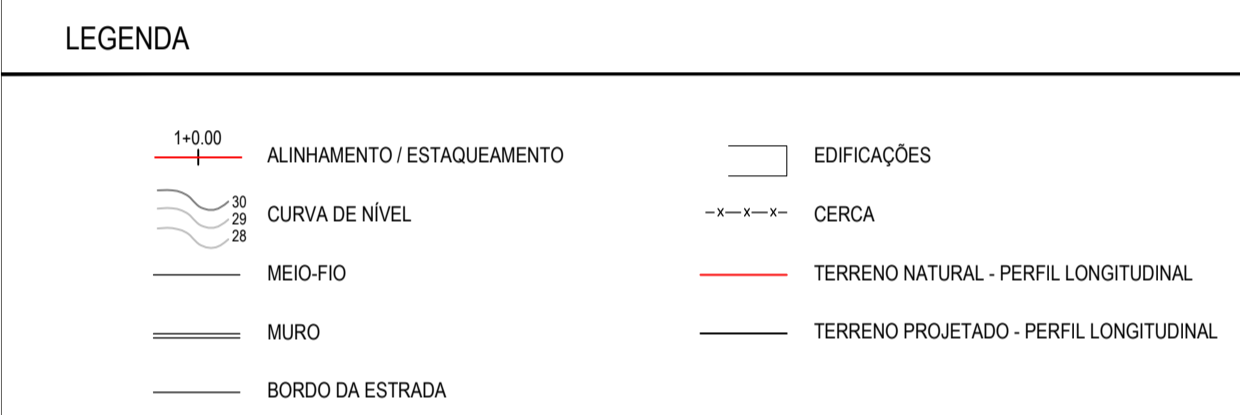 LEGENDA
1+0.00
ALINHAMENTO / ESTAQUEAMENTO
30
29
28
CURVA DE NÍVEL
MEIO-FIO
MURO
BORDO DA ESTRADA
EDIFICAÇÕES
x x x
CERCA
TERRENO NATURAL - PERFIL LONGITUDINAL
TERRENO PROJETADO - PERFIL LONGITUDINAL